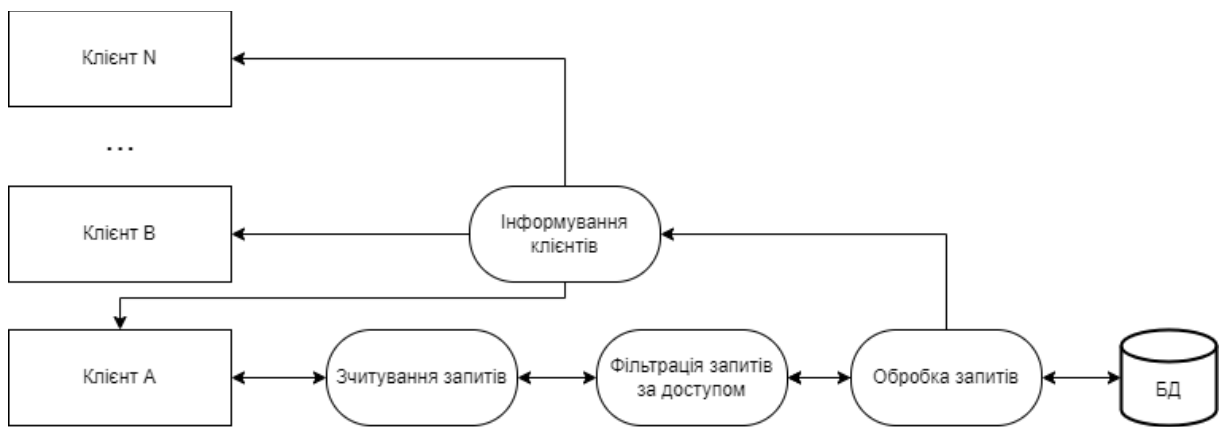 Клієнт N
...
Клієнт B
Інформування
клієнтів
Клієнт A
Зчитування запитів
Фільтрація запитів
за доступом
Обробка запитів
БД